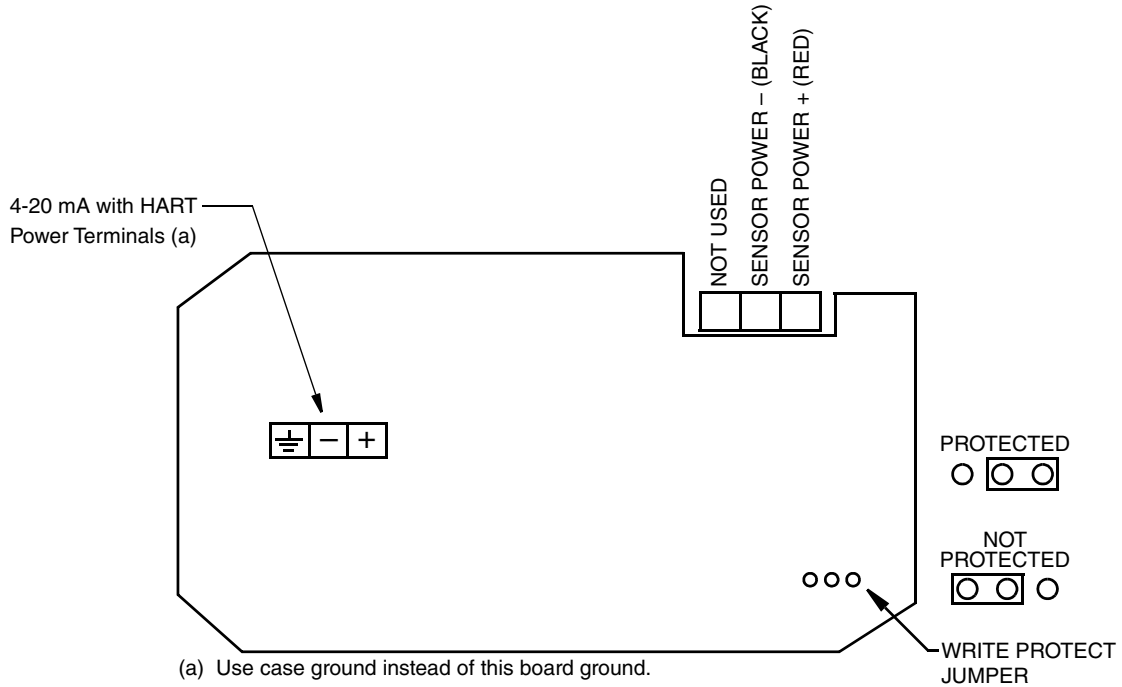 NOT USED
SENSOR POWER – (BLACK)
SENSOR POWER + (RED)
4-20 mA with HART
Power Terminals (a)
– +
PROTECTED
NOT
PROTECTED
WRITE PROTECT
JUMPER
(a) Use case ground instead of this board ground.